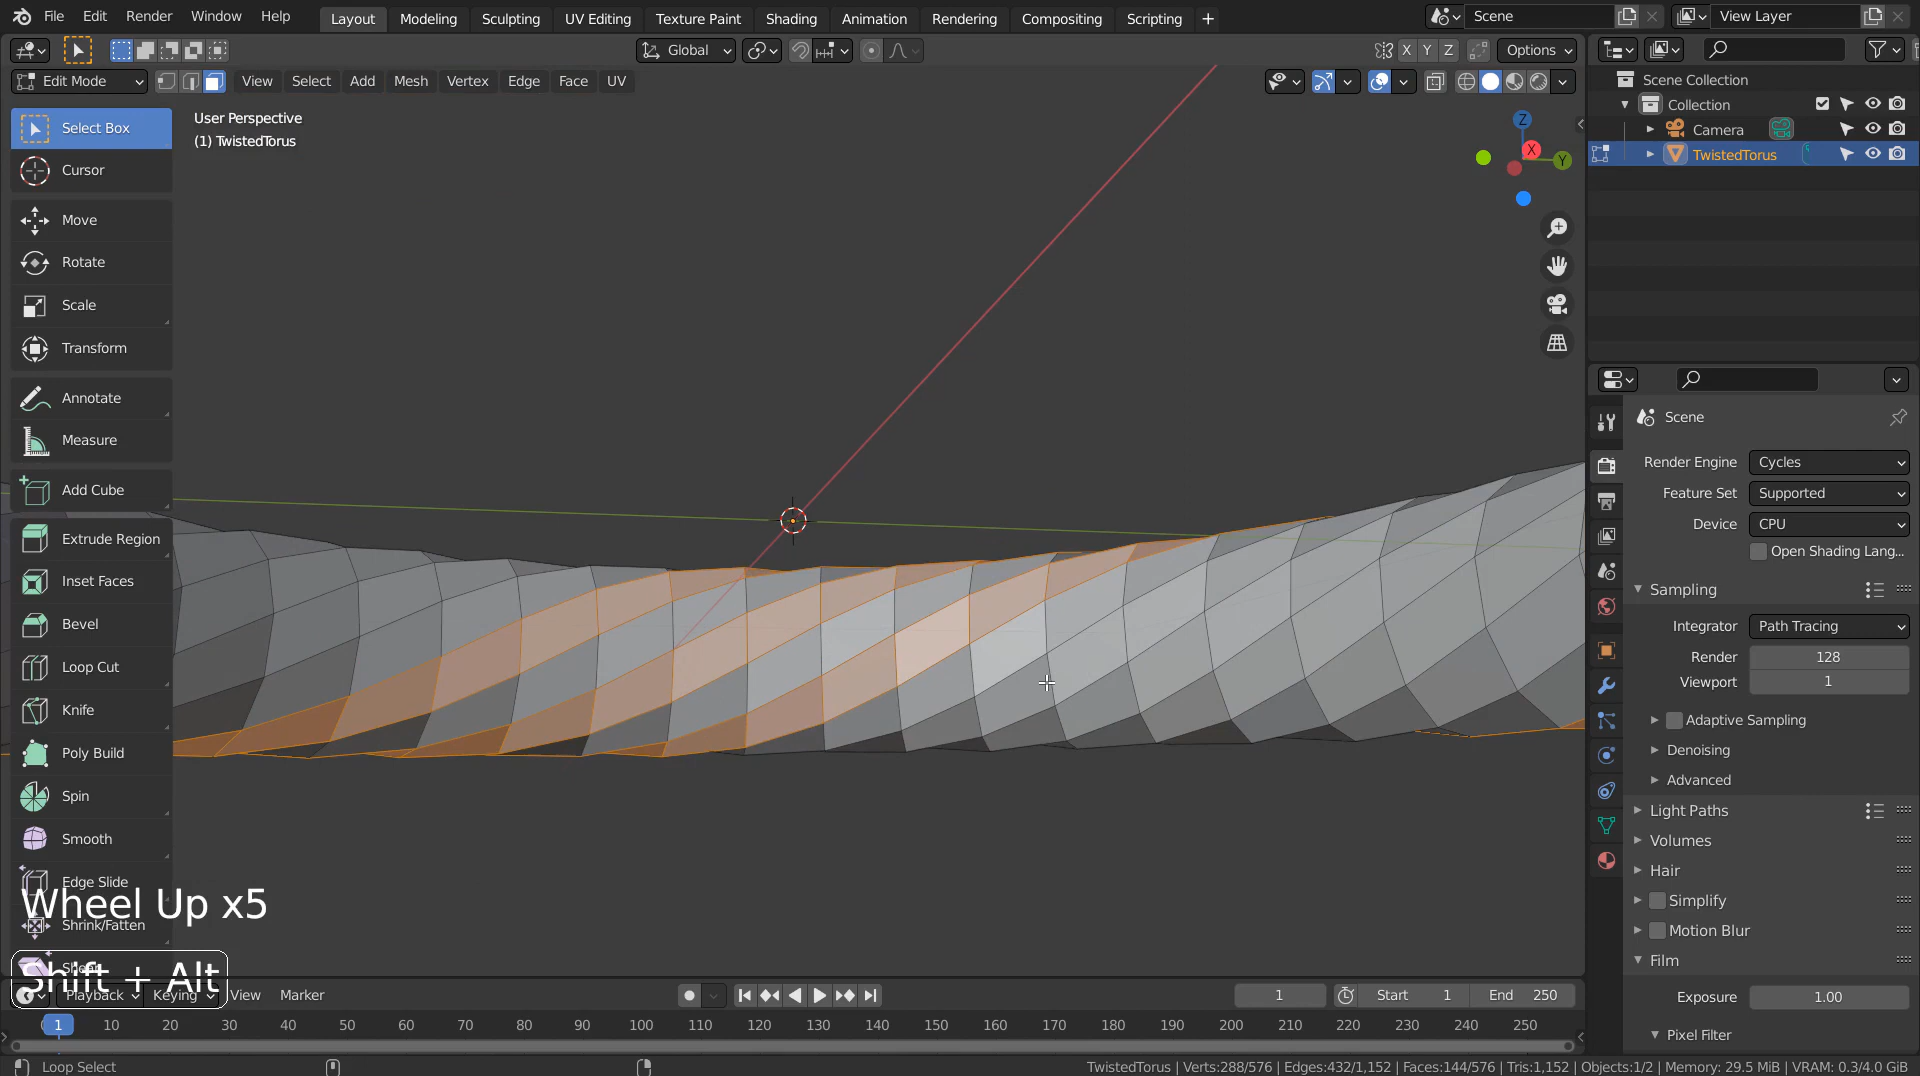 File Edit Render Window Help Layout Modeling Sculpting UV Editing Texture Paint Shading Animation Rendering Compositing Scripting + Scene View Layer
Global X Y Z Options
Edit Mode View Select Add Mesh Vertex Edge Face UV
Scene Collection
Collection
Camera
TwistedTorus
User Perspective
(1) TwistedTorus
Z
X
Y
Select Box
Cursor
Move
Rotate
Scale
Transform
Annotate
Measure
Add Cube
Extrude Region
Inset Faces
Bevel
Loop Cut
Knife
Poly Build
Spin
Smooth
Edge Slide
Wheel Up x5
Shrink/Fatten
Shift + Alt
Scene
Render Engine Cycles
Feature Set Supported
Device CPU
Open Shading Lang...
Sampling
Integrator Path Tracing
Render 128
Viewport 1
Adaptive Sampling
Denoising
Advanced
Light Paths
Volumes
Hair
Simplify
Motion Blur
Film
Exposure 1.00
Pixel Filter
Playback Keying View Marker 1 Start 1 End 250
1 10 20 30 40 50 60 70 80 90 100 110 120 130 140 150 160 170 180 190 200 210 220 230 240 250
Loop Select
TwistedTorus | Verts:288/576 | Edges:432/1,152 | Faces:144/576 | Tris:1,152 | Objects:1/2 | Memory: 29.5 MiB | VRAM: 0.3/4.0 GiB